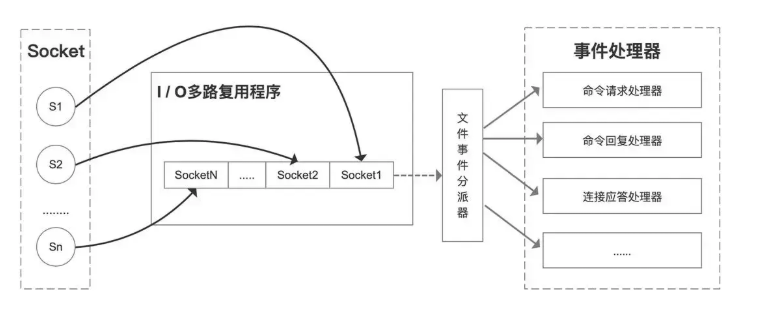 Socket
S1
S2
........
Sn
I / O多路复用程序
SocketN
.....
Socket2
Socket1
文件事件分派器
事件处理器
命令请求处理器
命令回复处理器
连接应答处理器
......